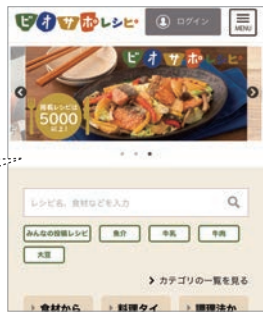 ビオサポレシピ
ログイン
MENU
ビオサポレシピ
掲載レシピは
5000
以上!
レシピ名、食材などを入力
みんなの投稿レシピ
魚介
牛乳
牛肉
大豆
カテゴリの一覧を見る
食材から
料理タイ
調理法か